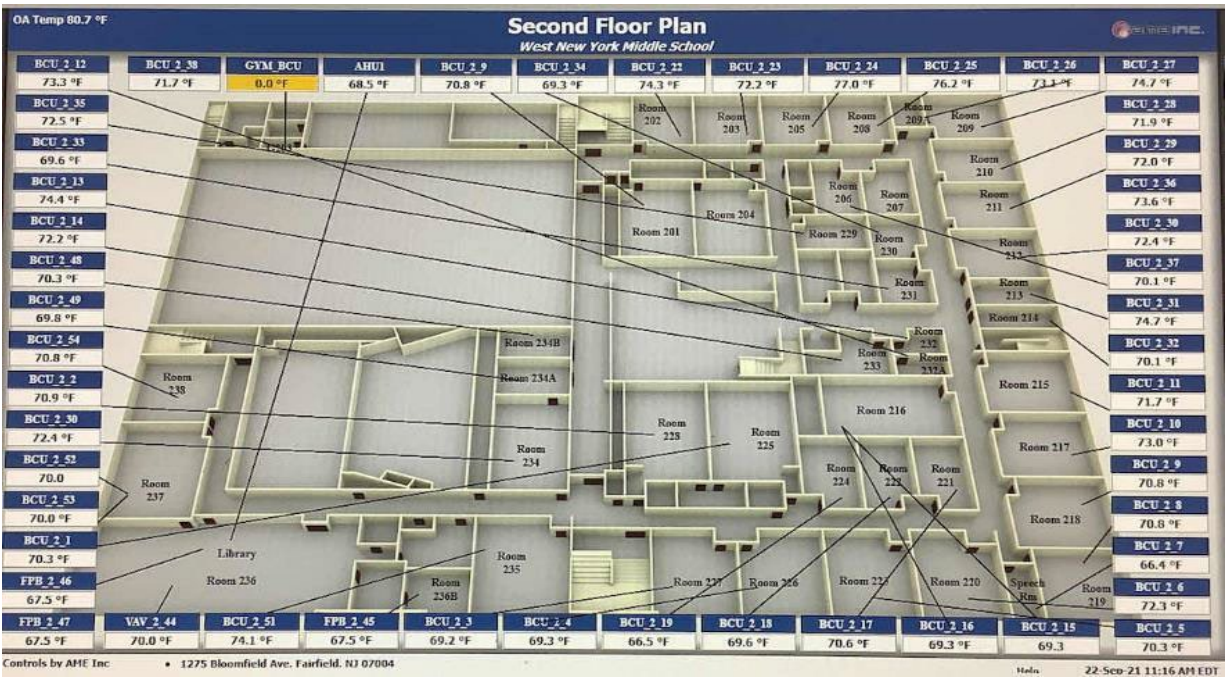 OA Temp 80.7 °F
Second Floor Plan
West New York Middle School
AME INC.
BCU_2_12
73.3 °F
BCU_2_38
71.7 °F
GYM_BCU
0.0 °F
AHU1
68.5 °F
BCU_2_9
70.8 °F
BCU_2_34
69.3 °F
BCU_2_22
74.3 °F
BCU_2_23
72.2 °F
BCU_2_24
77.0 °F
BCU_2_25
76.2 °F
BCU_2_26
73.1 °F
BCU_2_27
74.7 °F
BCU_2_35
72.5 °F
BCU_2_33
69.6 °F
BCU_2_13
74.4 °F
BCU_2_14
72.2 °F
BCU_2_48
70.3 °F
BCU_2_49
69.8 °F
BCU_2_54
70.8 °F
BCU_2_2
70.9 °F
BCU_2_30
72.4 °F
BCU_2_52
70.0
BCU_2_53
70.0 °F
BCU_2_1
70.3 °F
FPB_2_46
67.5 °F
Room
202
Room
203
Room
205
Room
208
Room
209A
Room
209
Room
210
Room
211
Room
212
Room
213
Room 214
Room 201
Room 204
Room
206
Room
207
Room 229
Room
230
Room
231
Room
232
Room
232A
Room
233
Room 234B
Room 234A
Room
234
Room
238
Room
237
Room
228
Room
225
Room 216
Room 215
Room 217
Room 218
Room
224
Room
222
Room
221
Library
Room 236
Room
236B
Room
235
Room 227
Room 226
Room 223
Room 220
Speech
Rm
Room
219
BCU_2_28
71.9 °F
BCU_2_29
72.0 °F
BCU_2_36
73.6 °F
BCU_2_30
72.4 °F
BCU_2_37
70.1 °F
BCU_2_31
74.7 °F
BCU_2_32
70.1 °F
BCU_2_11
71.7 °F
BCU_2_10
73.0 °F
BCU_2_9
70.8 °F
BCU_2_8
70.8 °F
BCU_2_7
66.4 °F
BCU_2_6
72.3 °F
BCU_2_5
70.3 °F
FPB_2_47
67.5 °F
VAV_2_44
70.0 °F
BCU_2_51
74.1 °F
FPB_2_45
67.5 °F
BCU_2_3
69.2 °F
BCU_2_4
69.3 °F
BCU_2_19
66.5 °F
BCU_2_18
69.6 °F
BCU_2_17
70.6 °F
BCU_2_16
69.3 °F
BCU_2_15
69.3
Controls by AME Inc • 1275 Bloomfield Ave. Fairfield. NJ 07004
Help
22-Sep-21 11:16 AM EDT